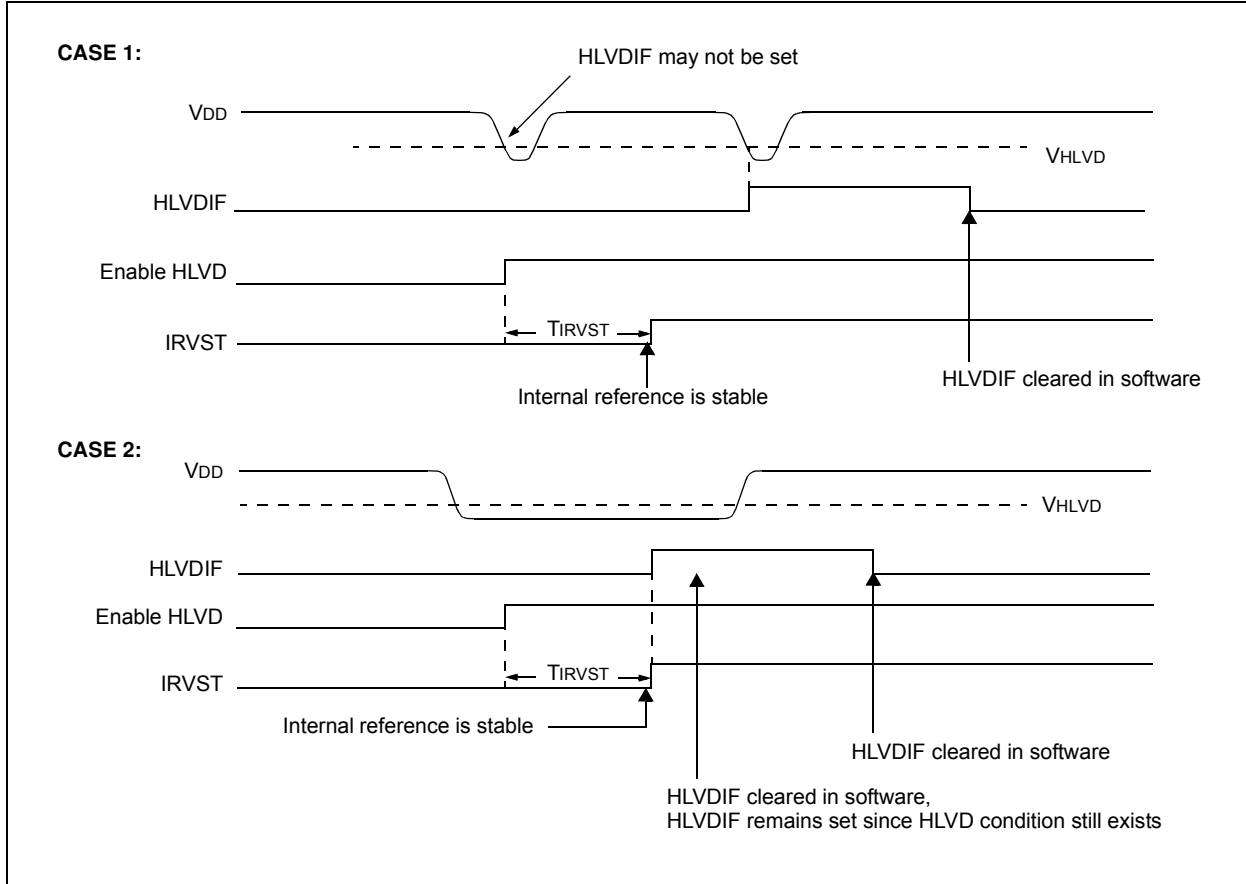 CASE 1:
HLVDIF may not be set
VDD
VHLVD
HLVDIF
Enable HLVD
TIRVST
IRVST
HLVDIF cleared in software
Internal reference is stable
CASE 2:
VDD
VHLVD
HLVDIF
Enable HLVD
TIRVST
IRVST
Internal reference is stable
HLVDIF cleared in software
HLVDIF cleared in software,
HLVDIF remains set since HLVD condition still exists